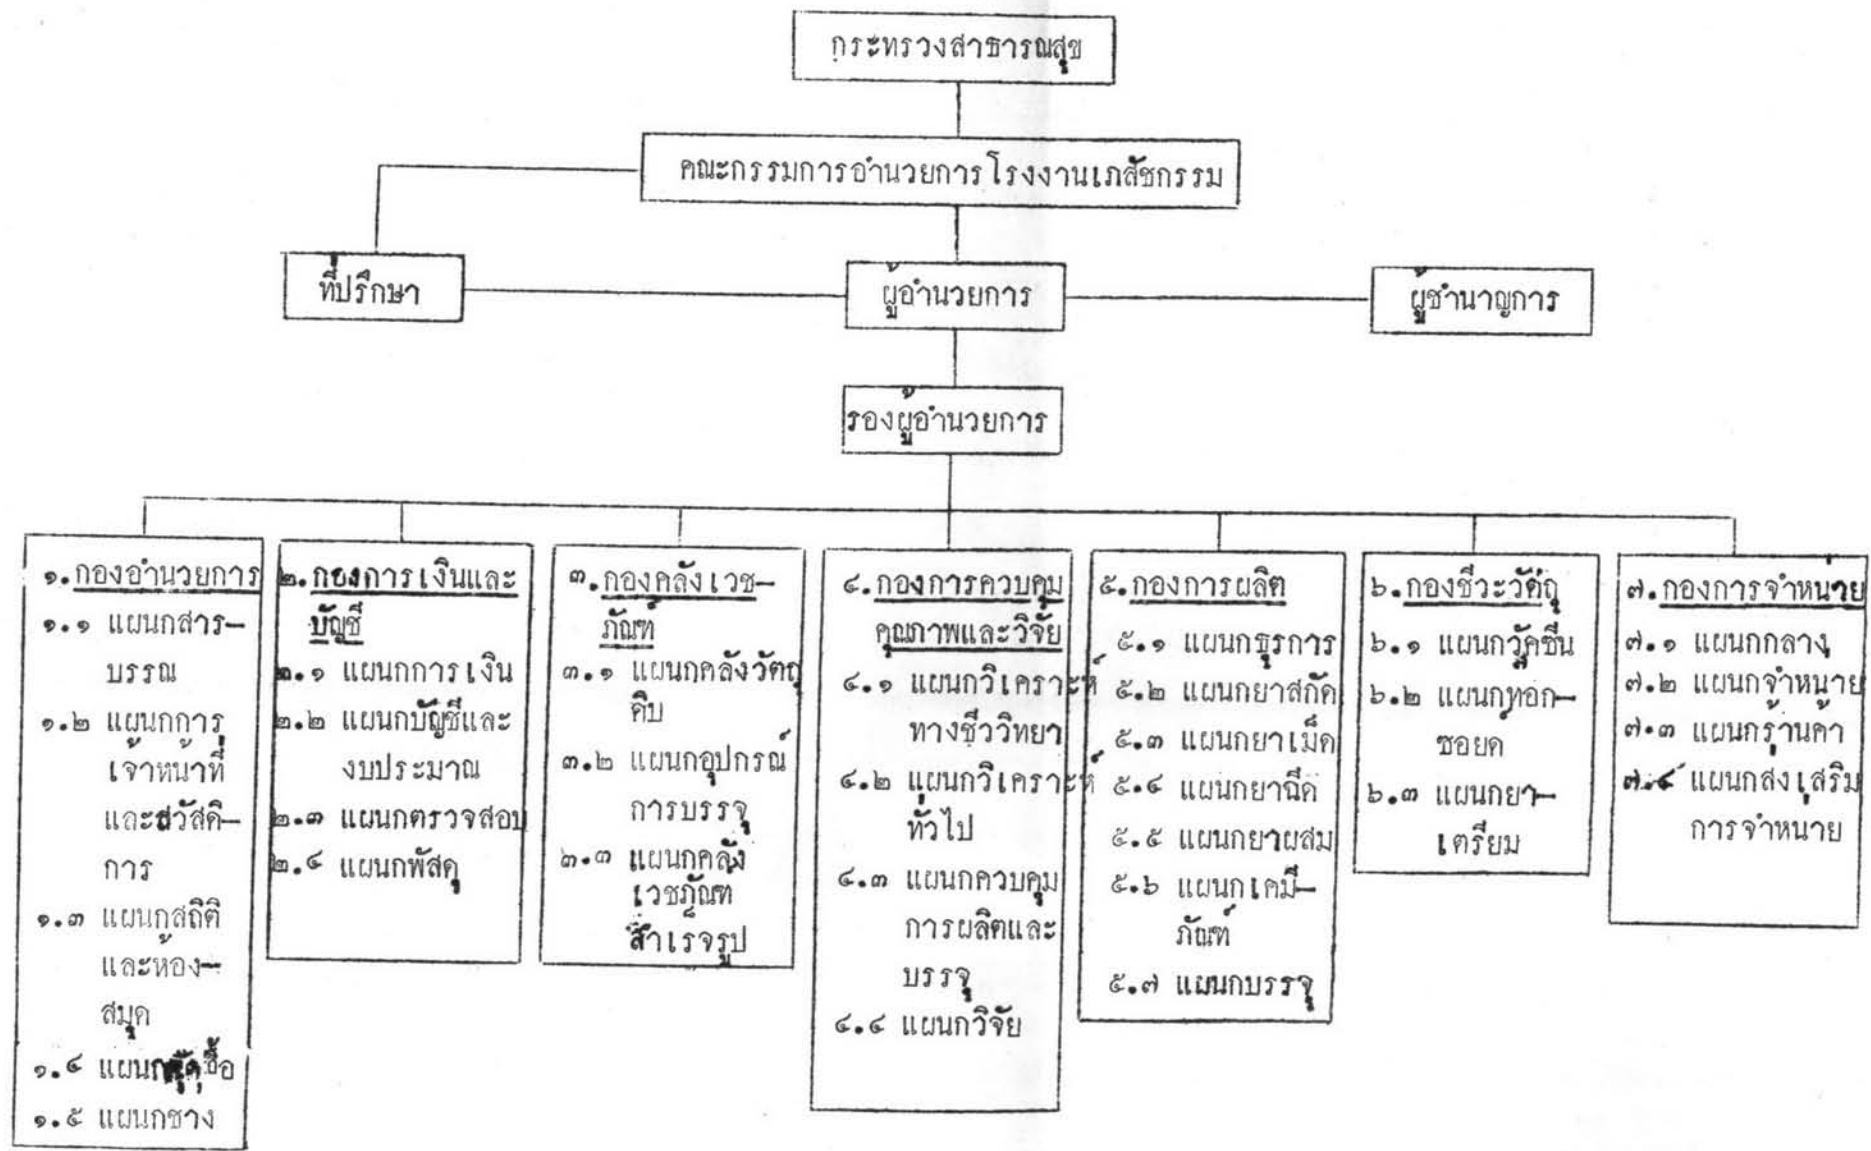 กระทรวงสาธารณสุข
คณะกรรมการอำนวยการโรงงานเภสัชกรรม
ที่ปรึกษา
ผู้อำนวยการ
ผู้ชำนาญการ
รองผู้อำนวยการ
๑. กองอำนวยการ
๑.๑ แผนกสาร-
บรรณ
๑.๒ แผนกการ
เจ้าหน้าที่
และสวัสดิ-
การ
๑.๓ แผนกสถิติ
และห้อง-
สมุด
๑.๔ แผนกจัดซื้อ
๑.๕ แผนกช่าง
๒. กองการเงินและ
บัญชี
๒.๑ แผนกการเงิน
๒.๒ แผนกบัญชีและ
งบประมาณ
๒.๓ แผนกตรวจสอบ
๒.๔ แผนกพัสดุ
๓. กองคลังเวช-
ภัณฑ์
๓.๑ แผนกคลังวัตถุ
ดิบ
๓.๒ แผนกอุปกรณ์
การบรรจุ
๓.๓ แผนกคลัง
เวชภัณฑ์
สำเร็จรูป
๔. กองการควบคุม
คุณภาพและวิจัย
๔.๑ แผนกวิเคราะห์
ทางชีววิทยา
๔.๒ แผนกวิเคราะห์
ทั่วไป
๔.๓ แผนกควบคุม
การผลิตและ
บรรจุ
๔.๔ แผนกวิจัย
๕. กองการผลิต
๕.๑ แผนกธุรการ
๕.๒ แผนกยาสกัด
๕.๓ แผนกยาเม็ด
๕.๔ แผนกยาฉีด
๕.๕ แผนกยาผสม
๕.๖ แผนกเคมี-
ภัณฑ์
๕.๗ แผนกบรรจุ
๖. กองชีวะวัตถุ
๖.๑ แผนกวัคซีน
๖.๒ แผนกทอก-
ซอยด์
๖.๓ แผนกยา-
เตรียม
๗. กองการจำหน่าย
๗.๑ แผนกกลาง
๗.๒ แผนกจำหน่าย
๗.๓ แผนกร้านค้า
๗.๔ แผนกส่งเสริม
การจำหน่าย